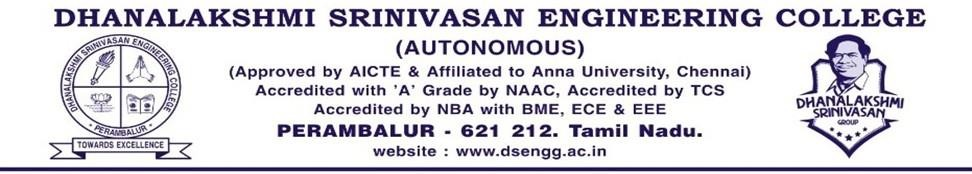 DHANALAKSHMI SRINIVASAN ENGINEERING COLLEGE
(AUTONOMOUS)
(Approved by AICTE & Affiliated to Anna University, Chennai)
Accredited with 'A' Grade by NAAC, Accredited by TCS
Accredited by NBA with BME, ECE & EEE
PERAMBALUR - 621 212. Tamil Nadu.
website : www.dsengg.ac.in
DHANALAKSHMI SRINIVASAN ENGINEERING COLLEGE
- PERAMBALUR -
TOWARDS EXCELLENCE
DHANALAKSHMI
SRINIVASAN
GROUP